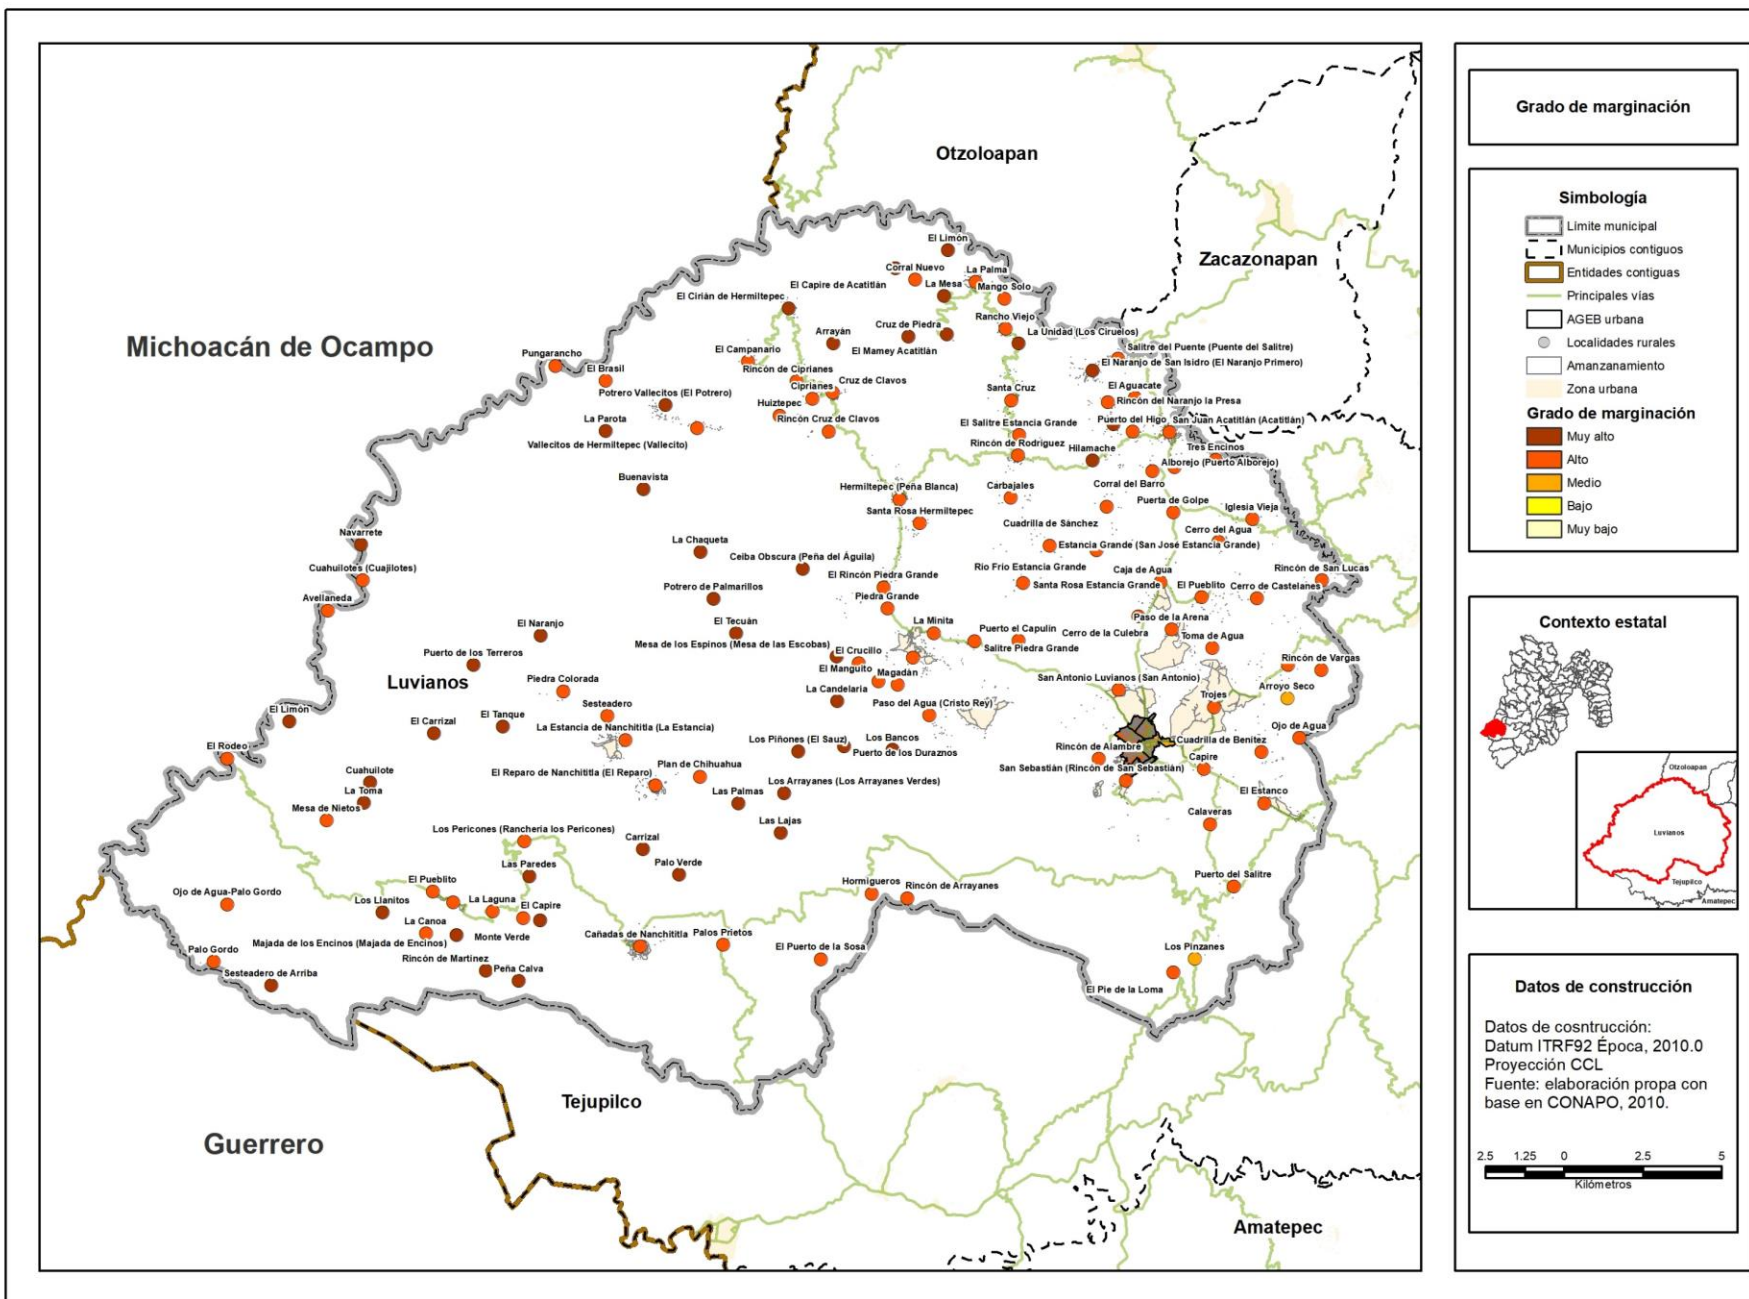 Otzoloapan
Zacazonapan
Michoacán de Ocampo
Luvianos
Guerrero
Tejupilco
Amatepec
El Limón
Corral Nuevo
La Palma
El Capire de Acatitlán
La Mesa
Mango Solo
El Cirián de Hermiltepec
Rancho Viejo
Arrayán
Cruz de Piedra
La Unidad (Los Ciruelos)
El Campanario
El Mamey Acatitlán
Salitre del Puente (Puente del Salitre)
Pungarancho
El Naranjo de San Isidro (El Naranjo Primero)
El Brasil
Rincón de Ciprianes
Cruz de Clavos
Ciprianes
Santa Cruz
El Aguacate
Potrero Vallecitos (El Potrero)
Huiztepec
Rincón del Naranjo la Presa
La Parota
Rincón Cruz de Clavos
El Salitre Estancia Grande
Puerto del Higo
San Juan Acatitlán (Acatitlán)
Vallecitos de Hermiltepec (Vallecito)
Rincón de Rodríguez
Hilamache
Tres Encinos
Alborejo (Puerto Alborejo)
Buenavista
Hermiltepec (Peña Blanca)
Carbajales
Corral del Barro
Puerta de Golpe
Santa Rosa Hermiltepec
Iglesia Vieja
Cuadrilla de Sánchez
Cerro del Agua
Navarrete
La Chaqueta
Estancia Grande (San José Estancia Grande)
Ceiba Obscura (Peña del Águila)
Cuahuilotes (Cuajilotes)
El Rincón Piedra Grande
Río Frío Estancia Grande
Caja de Agua
Rincón de San Lucas
Potrero de Palmarillos
Santa Rosa Estancia Grande
El Pueblito
Cerro de Castelanes
Avellaneda
Piedra Grande
Paso de la Arena
El Naranjo
El Tecuán
La Minita
Puerto el Capulín
Cerro de la Culebra
Toma de Agua
Mesa de los Espinos (Mesa de las Escobas)
El Crucillo
Salitre Piedra Grande
Puerto de los Terreros
El Manguito
Magadán
Rincón de Vargas
San Antonio Luvianos (San Antonio)
Arroyo Seco
Piedra Colorada
La Candelaria
Trojes
Sesteadero
Paso del Agua (Cristo Rey)
El Limón
El Carrizal
El Tanque
La Estancia de Nanchititla (La Estancia)
Ojo de Agua
Los Piñones (El Sauz)
Los Bancos
Cuadrilla de Benítez
El Rodeo
Puerto de los Duraznos
Rincón de Alambre
Capire
Cuahuilote
El Reparo de Nanchititla (El Reparo)
Plan de Chihuahua
San Sebastián (Rincón de San Sebastián)
La Toma
Los Arrayanes (Los Arrayanes Verdes)
Las Palmas
El Estanco
Mesa de Nietos
Las Lajas
Calaveras
Los Pericones (Ranchería los Pericones)
Carrizal
Las Paredes
Palo Verde
El Pueblito
Puerto del Salitre
Ojo de Agua-Palo Gordo
Hormigueros
Rincón de Arrayanes
Los Llanitos
La Laguna
El Capire
La Canoa
Monte Verde
Cañadas de Nanchititla
Palos Prietos
Majada de los Encinos (Majada de Encinos)
El Puerto de la Sosa
Los Pinzanes
Palo Gordo
Rincón de Martínez
Sesteadero de Arriba
Peña Calva
El Pie de la Loma
Grado de marginación
Simbología
Límite municipal
Municipios contiguos
Entidades contiguas
Principales vías
AGEB urbana
Localidades rurales
Amanzanamiento
Zona urbana
Grado de marginación
Muy alto
Alto
Medio
Bajo
Muy bajo
Contexto estatal
Otzoloapan
Luvianos
Tejupilco
Amatepec
Datos de construcción
Datos de cosntrucción:
Datum ITRF92 Época, 2010.0
Proyección CCL
Fuente: elaboración propa con
base en CONAPO, 2010.
2.5 1.25 0 2.5 5
Kilómetros